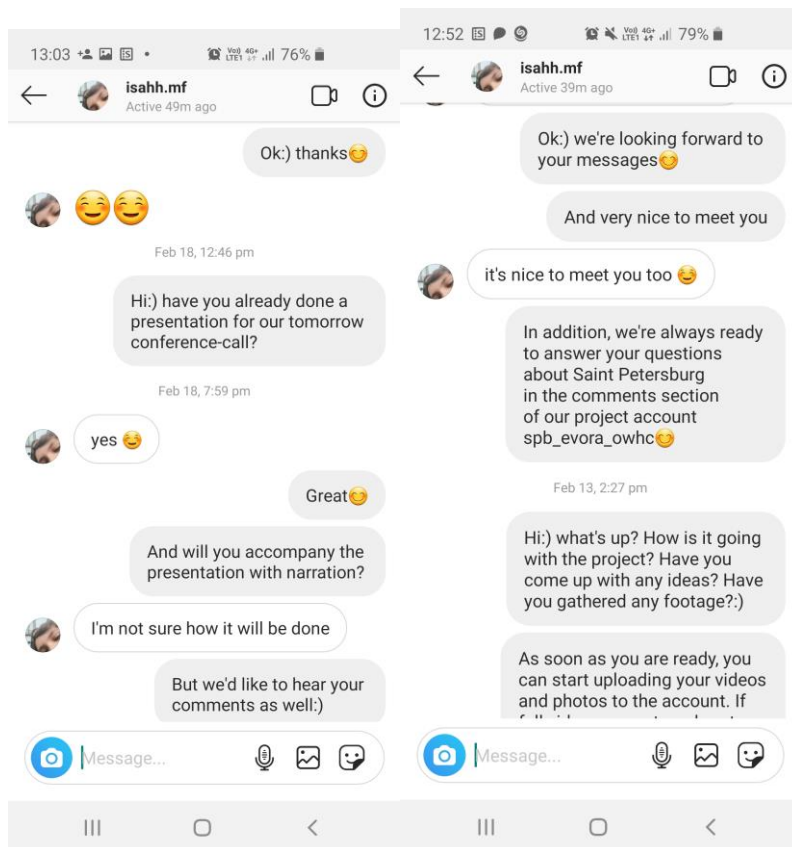 13:03
Voi) 4G+
LTE1
76%
isahh.mf
Active 49m ago
Ok:) thanks😊
😊😊
Feb 18, 12:46 pm
Hi:) have you already done a
presentation for our tomorrow
conference-call?
Feb 18, 7:59 pm
yes 😊
Great😊
And will you accompany the
presentation with narration?
I'm not sure how it will be done
But we'd like to hear your
comments as well:)
Message...
12:52
Voi) 4G+
LTE1
79%
isahh.mf
Active 39m ago
Ok:) we're looking forward to
your messages😊
And very nice to meet you
it's nice to meet you too 😊
In addition, we're always ready
to answer your questions
about Saint Petersburg
in the comments section
of our project account
spb_evora_owhc😊
Feb 13, 2:27 pm
Hi:) what's up? How is it going
with the project? Have you
come up with any ideas? Have
you gathered any footage?:)
As soon as you are ready, you
can start uploading your videos
and photos to the account. If
Message...